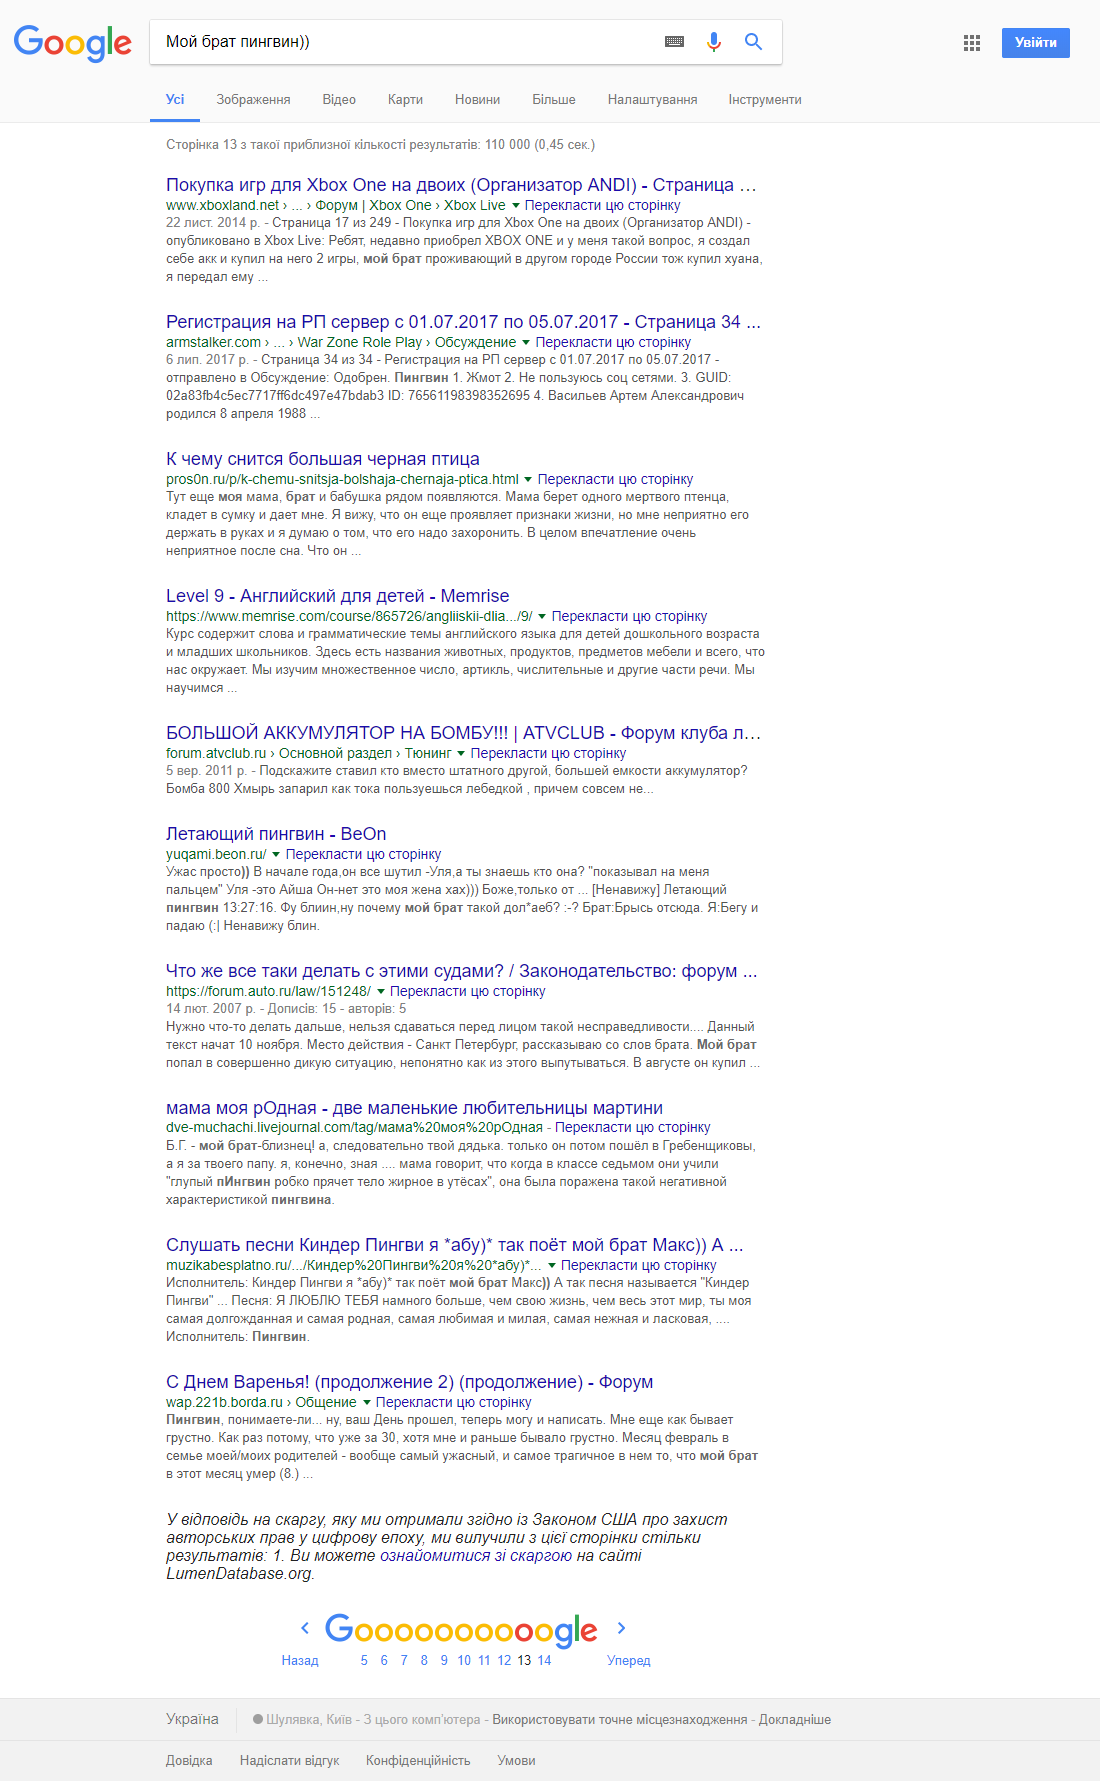 Google
Мой брат пингвин))
Увійти
Усі Зображення Відео Карти Новини Більше Налаштування Інструменти
Сторінка 13 з такої приблизної кількості результатів: 110 000 (0,45 сек.)
Покупка игр для Xbox One на двоих (Организатор ANDI) - Страница ...
www.xboxland.net › ... › Форум | Xbox One › Xbox Live Перекласти цю сторінку
22 лист. 2014 р. - Страница 17 из 249 - Покупка игр для Xbox One на двоих (Организатор ANDI) -
опубликовано в Xbox Live: Ребят, недавно приобрел XBOX ONE и у меня такой вопрос, я создал
себе акк и купил на него 2 игры, мой брат проживающий в другом городе России тож купил хуана,
я передал ему ...
Регистрация на РП сервер с 01.07.2017 по 05.07.2017 - Страница 34 ...
armstalker.com › ... › War Zone Role Play › Обсуждение Перекласти цю сторінку
6 лип. 2017 р. - Страница 34 из 34 - Регистрация на РП сервер с 01.07.2017 по 05.07.2017 -
отправлено в Обсуждение: Одобрен. Пингвин 1. Жмот 2. Не пользуюсь соц сетями. 3. GUID:
02a83fb4c5ec7717ff6dc497e47bdab3 ID: 76561198398352695 4. Васильев Артем Александрович
родился 8 апреля 1988 ...
К чему снится большая черная птица
pros0n.ru/p/k-chemu-snitsja-bolshaja-chernaja-ptica.html Перекласти цю сторінку
Тут еще моя мама, брат и бабушка рядом появляются. Мама берет одного мертвого птенца,
кладет в сумку и дает мне. Я вижу, что он еще проявляет признаки жизни, но мне неприятно его
держать в руках и я думаю о том, что его надо захоронить. В целом впечатление очень
неприятное после сна. Что он ...
Level 9 - Английский для детей - Memrise
https://www.memrise.com/course/865726/angliiskii-dlia.../9/ Перекласти цю сторінку
Курс содержит слова и грамматические темы английского языка для детей дошкольного возраста
и младших школьников. Здесь есть названия животных, продуктов, предметов мебели и всего, что
нас окружает. Мы изучим множественное число, артикль, числительные и другие части речи. Мы
научимся ...
БОЛЬШОЙ АККУМУЛЯТОР НА БОМБУ!!! | ATVCLUB - Форум клуба л...
forum.atvclub.ru › Основной раздел › Тюнинг Перекласти цю сторінку
5 вер. 2011 р. - Подскажите ставил кто вместо штатного другой, большей емкости аккумулятор?
Бомба 800 Хмырь запарил как тока пользуешься лебедкой , причем совсем не...
Летающий пингвин - BeOn
yuqami.beon.ru/ Перекласти цю сторінку
Ужас просто)) В начале года,он все шутил -Уля,а ты знаешь кто она? "показывал на меня
пальцем" Уля -это Айша Он-нет это моя жена хах))) Боже,только от ... [Ненавижу] Летающий
пингвин 13:27:16. Фу блиин,ну почему мой брат такой дол*аеб? :-? Брат:Брысь отсюда. Я:Бегу и
падаю (:| Ненавижу блин.
Что же все таки делать с этими судами? / Законодательство: форум ...
https://forum.auto.ru/law/151248/ Перекласти цю сторінку
14 лют. 2007 р. - Дописів: 15 - авторів: 5
Нужно что-то делать дальше, нельзя сдаваться перед лицом такой несправедливости.... Данный
текст начат 10 ноября. Место действия - Санкт Петербург, рассказываю со слов брата. Мой брат
попал в совершенно дикую ситуацию, непонятно как из этого выпутываться. В августе он купил ...
мама моя рОдная - две маленькие любительницы мартини
dve-muchachi.livejournal.com/tag/мама%20моя%20рОдная - Перекласти цю сторінку
Б.Г. - мой брат-близнец! а, следовательно твой дядька. только он потом пошёл в Гребенщиковы,
а я за твоего папу. я, конечно, зная .... мама говорит, что когда в классе седьмом они учили
"глупый пИнгвин робко прячет тело жирное в утёсах", она была поражена такой негативной
характеристикой пингвина.
Слушать песни Киндер Пингви я *абу)* так поёт мой брат Макс)) А ...
muzikabesplatno.ru/.../Киндер%20Пингви%20я%20*абу)*... Перекласти цю сторінку
Исполнитель: Киндер Пингви я *абу)* так поёт мой брат Макс)) А так песня называется "Киндер
Пингви" ... Песня: Я ЛЮБЛЮ ТЕБЯ намного больше, чем свою жизнь, чем весь этот мир, ты моя
самая долгожданная и самая родная, самая любимая и милая, самая нежная и ласковая, ....
Исполнитель: Пингвин.
С Днем Варенья! (продолжение 2) (продолжение) - Форум
wap.221b.borda.ru › Общение Перекласти цю сторінку
Пингвин, понимаете-ли... ну, ваш День прошел, теперь могу и написать. Мне еще как бывает
грустно. Как раз потому, что уже за 30, хотя мне и раньше бывало грустно. Месяц февраль в
семье моей/моих родителей - вообще самый ужасный, и самое трагичное в нем то, что мой брат
в этот месяц умер (8.) ...
У відповідь на скаргу, яку ми отримали згідно із Законом США про захист
авторських прав у цифрову епоху, ми вилучили з цієї сторінки стільки
результатів: 1. Ви можете ознайомитися зі скаргою на сайті
LumenDatabase.org.
Goooooooooogle
Назад 5 6 7 8 9 10 11 12 13 14 Уперед
Україна Шулявка, Київ - З цього комп'ютера - Використовувати точне місцезнаходження - Докладніше
Довідка Надіслати відгук Конфіденційність Умови